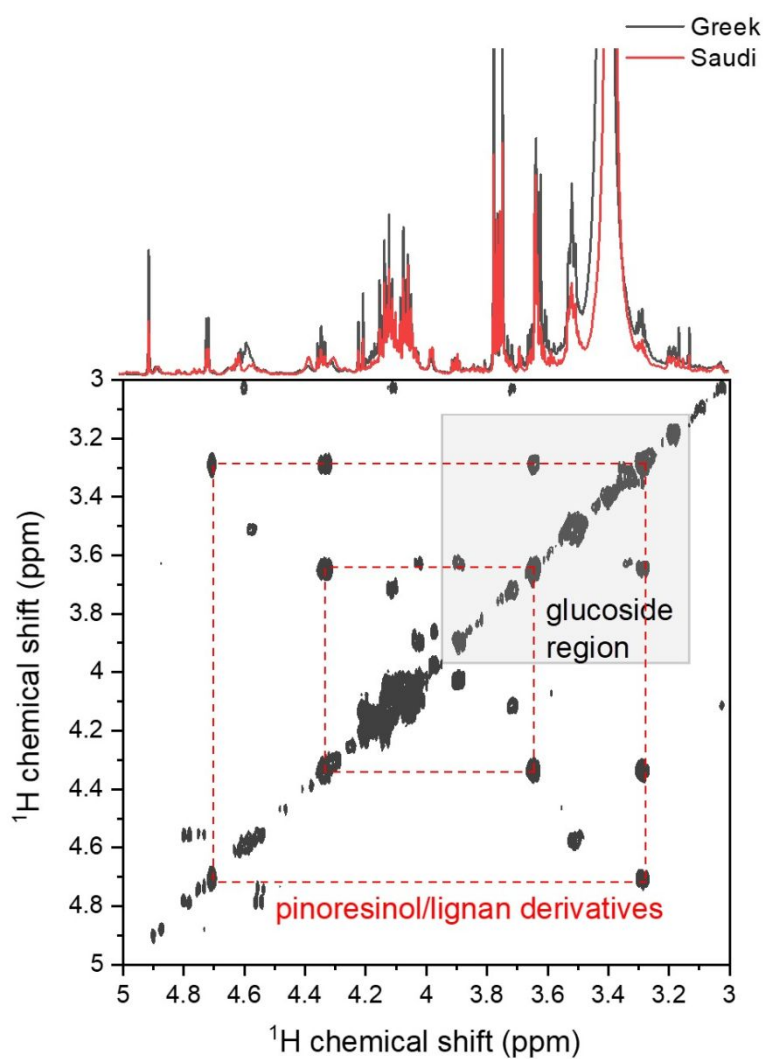 Greek
Saudi
3
3.2
3.4
3.6
3.8
4
4.2
4.4
4.6
4.8
5
glucoside
region
pinoresinol/lignan derivatives
5 4.8 4.6 4.4 4.2 4 3.8 3.6 3.4 3.2 3
¹H chemical shift (ppm)
¹H chemical shift (ppm)